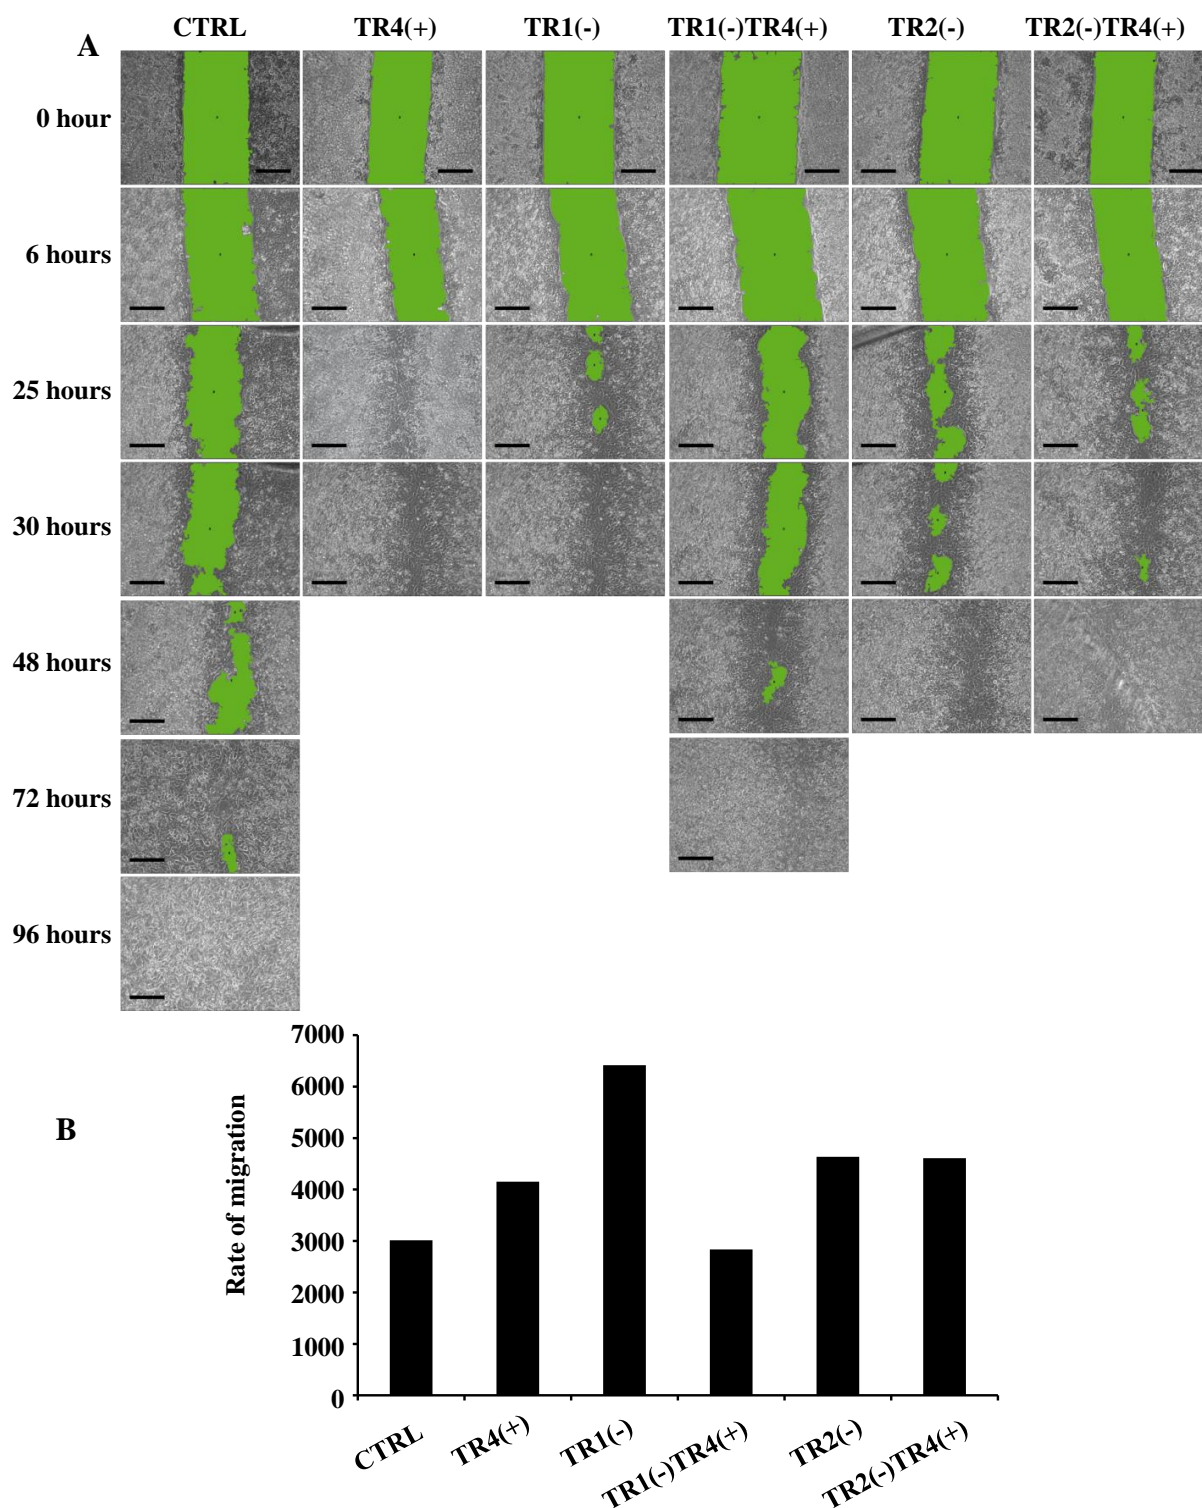 A
CTRL TR4(+) TR1(-) TR1(-)TR4(+) TR2(-) TR2(-)TR4(+)
0 hour
6 hours
25 hours
30 hours
48 hours
72 hours
96 hours
B
Rate of migration
7000
6000
5000
4000
3000
2000
1000
0
CTRL TR4(+) TR1(-) TR1(-)TR4(+) TR2(-) TR2(-)TR4(+)